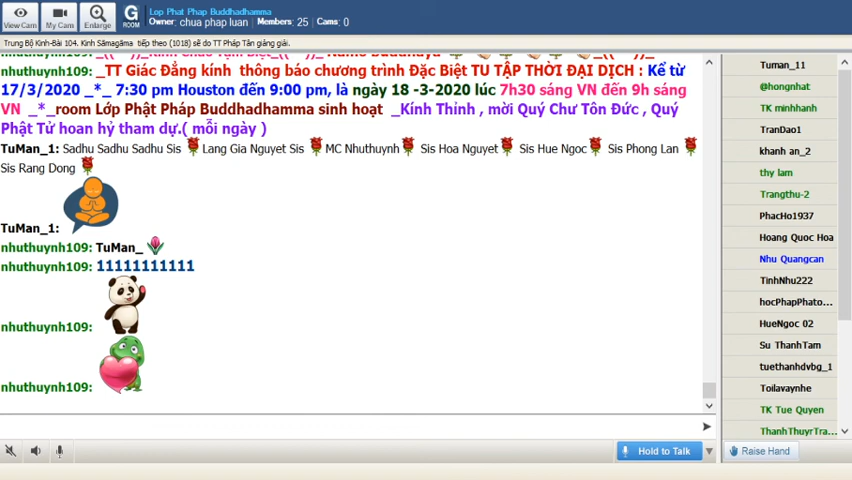 View Cam
My Cam
Enlarge
G
ROOM
Lop Phat Phap Buddhadhamma
Owner: chua phap luan / Members: 25 / Cams: 0
Trung Bộ Kinh-Bài 104. Kinh Sāmagāma tiếp theo (1018) sẽ do TT Pháp Tân giảng giải.
nhuthuynh109: _TT Giác Đẳng kính thông báo chương trình Đặc Biệt TU TẬP THỜI ĐẠI DỊCH : Kể từ
17/3/2020 _*_ 7:30 pm Houston đến 9:00 pm, là ngày 18 -3-2020 lúc 7h30 sáng VN đến 9h sáng
VN _*_room Lớp Phật Pháp Buddhadhamma sinh hoạt _Kính Thỉnh , mời Quý Chư Tôn Đức , Quý
Phật Tử hoan hỷ tham dự.( mỗi ngày )
TuMan_1: Sadhu Sadhu Sadhu Sis Lang Gia Nguyet Sis MC Nhuthuynh Sis Hoa Nguyet Sis Hue Ngoc Sis Phong Lan
Sis Rang Dong
TuMan_1:
nhuthuynh109: TuMan_
nhuthuynh109: 11111111111
nhuthuynh109:
nhuthuynh109:
Hold to Talk
Tuman_11
@hongnhat
TK minhhanh
TranDao1
khanh an_2
thy lam
Trangthu-2
PhacHo1937
Hoang Quoc Hoa
Nhu Quangcan
TinhNhu222
hocPhapPhato...
HueNgoc 02
Su ThanhTam
tuethanhdvbg_1
Toilavaynhe
TK Tue Quyen
ThanhThuyrTra...
Raise Hand